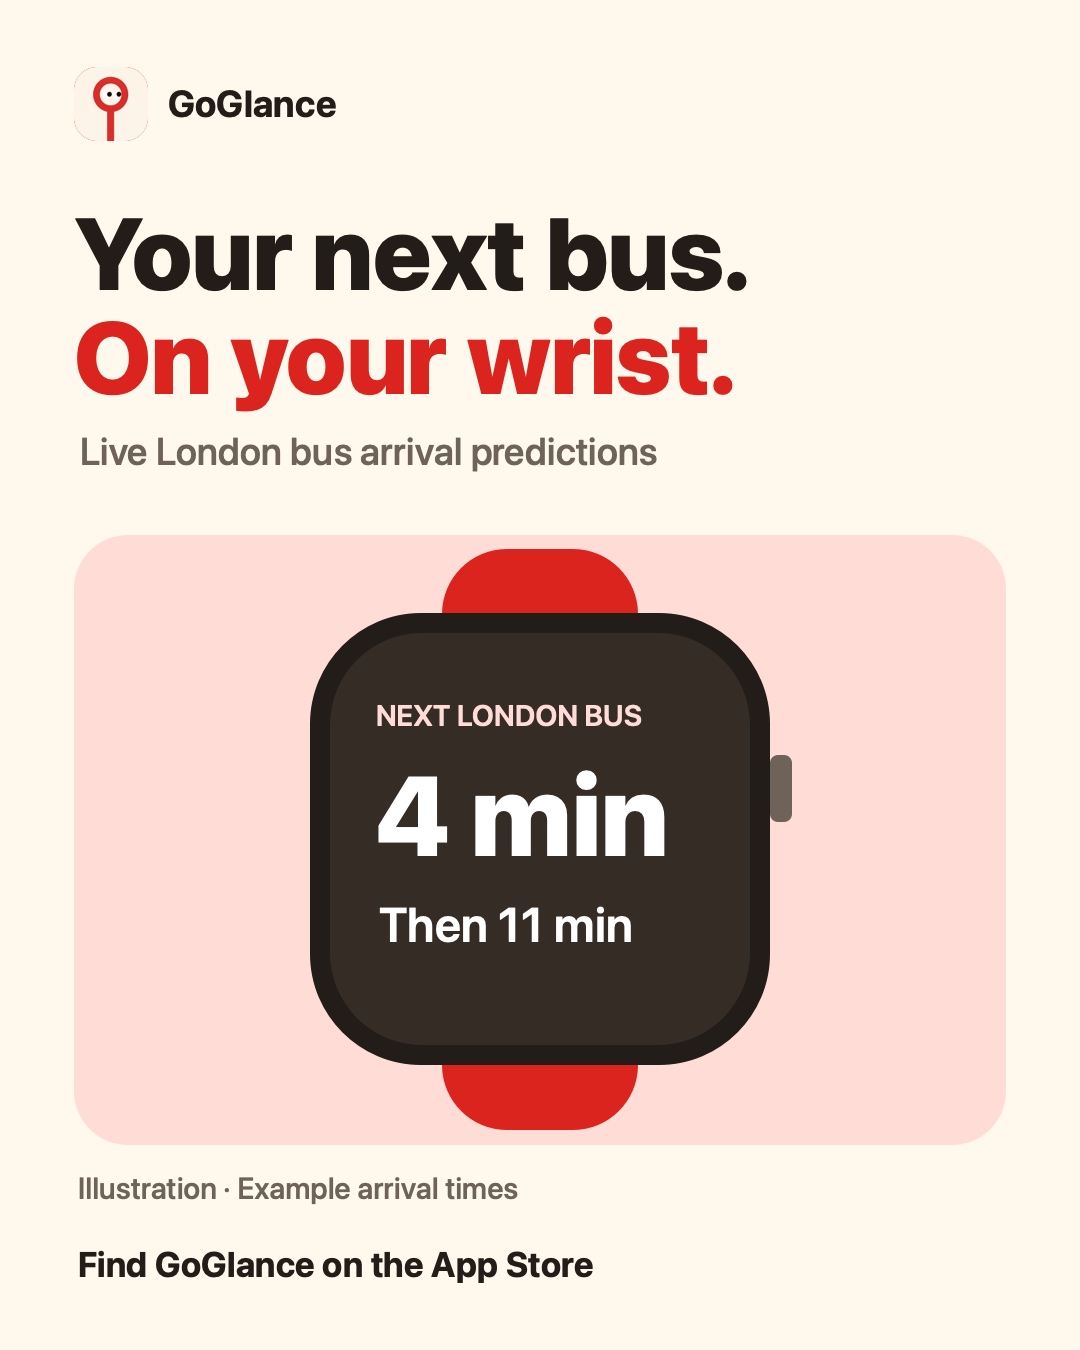 GoGlance
Your next bus.
On your wrist.
Live London bus arrival predictions
NEXT LONDON BUS
4 min
Then 11 min
Illustration · Example arrival times
Find GoGlance on the App Store